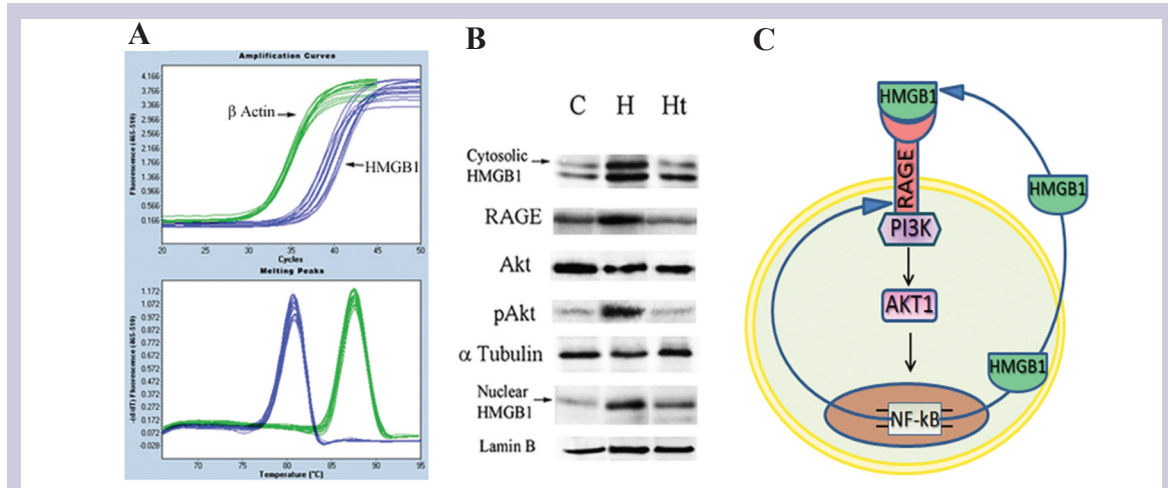 A
Amplification Curves
4.166
3.766
3.366
2.966
2.566
2.166
1.766
1.366
0.966
0.566
0.166
Fluorescence (465-510)
β Actin
HMGB1
20 25 30 35 40 45 50
Cycles
Melting Peaks
1.172
1.072
0.972
0.872
0.772
0.672
0.572
0.472
0.372
0.272
0.172
0.072
-0.028
-(d/dT) Fluorescence (465-510)
70 75 80 85 90 95
Temperature (°C)
B
C H Ht
Cytosolic
HMGB1
RAGE
Akt
pAkt
α Tubulin
Nuclear
HMGB1
Lamin B
C
HMGB1
RAGE
HMGB1
PI3K
AKT1
HMGB1
NF-kB